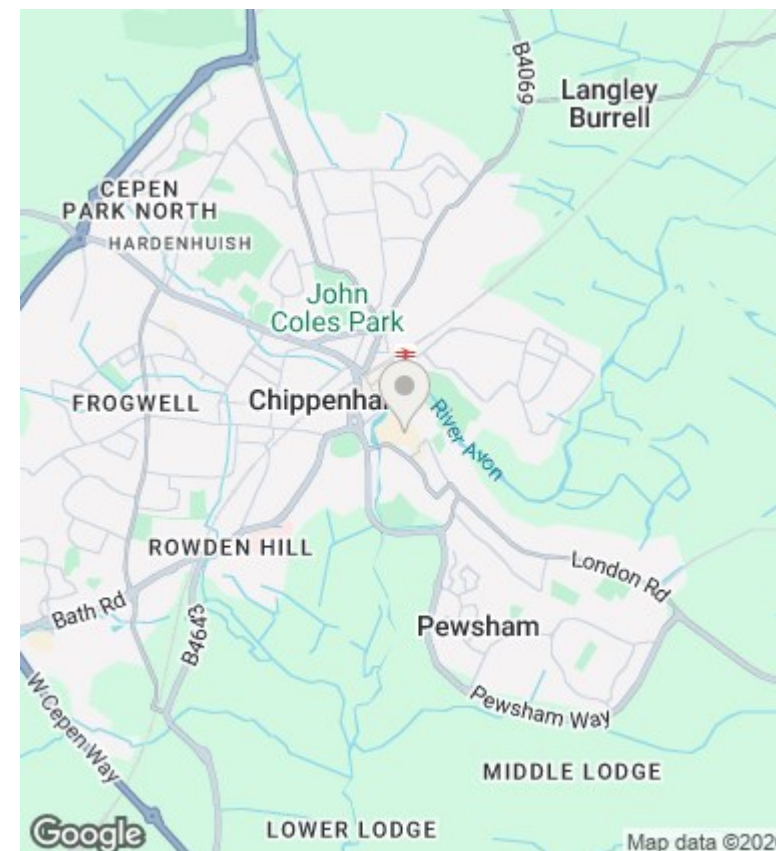 B4069
Langley
Burrell
CEPEN
PARK NORTH
HARDENHUISH
John
Coles Park
FROGWELL
Chippenha
River Avon
ROWDEN HILL
London Rd
Bath Rd
B4643
Pewsham
W Cepen Way
Pewsham Way
MIDDLE LODGE
LOWER LODGE
Google
Map data ©202